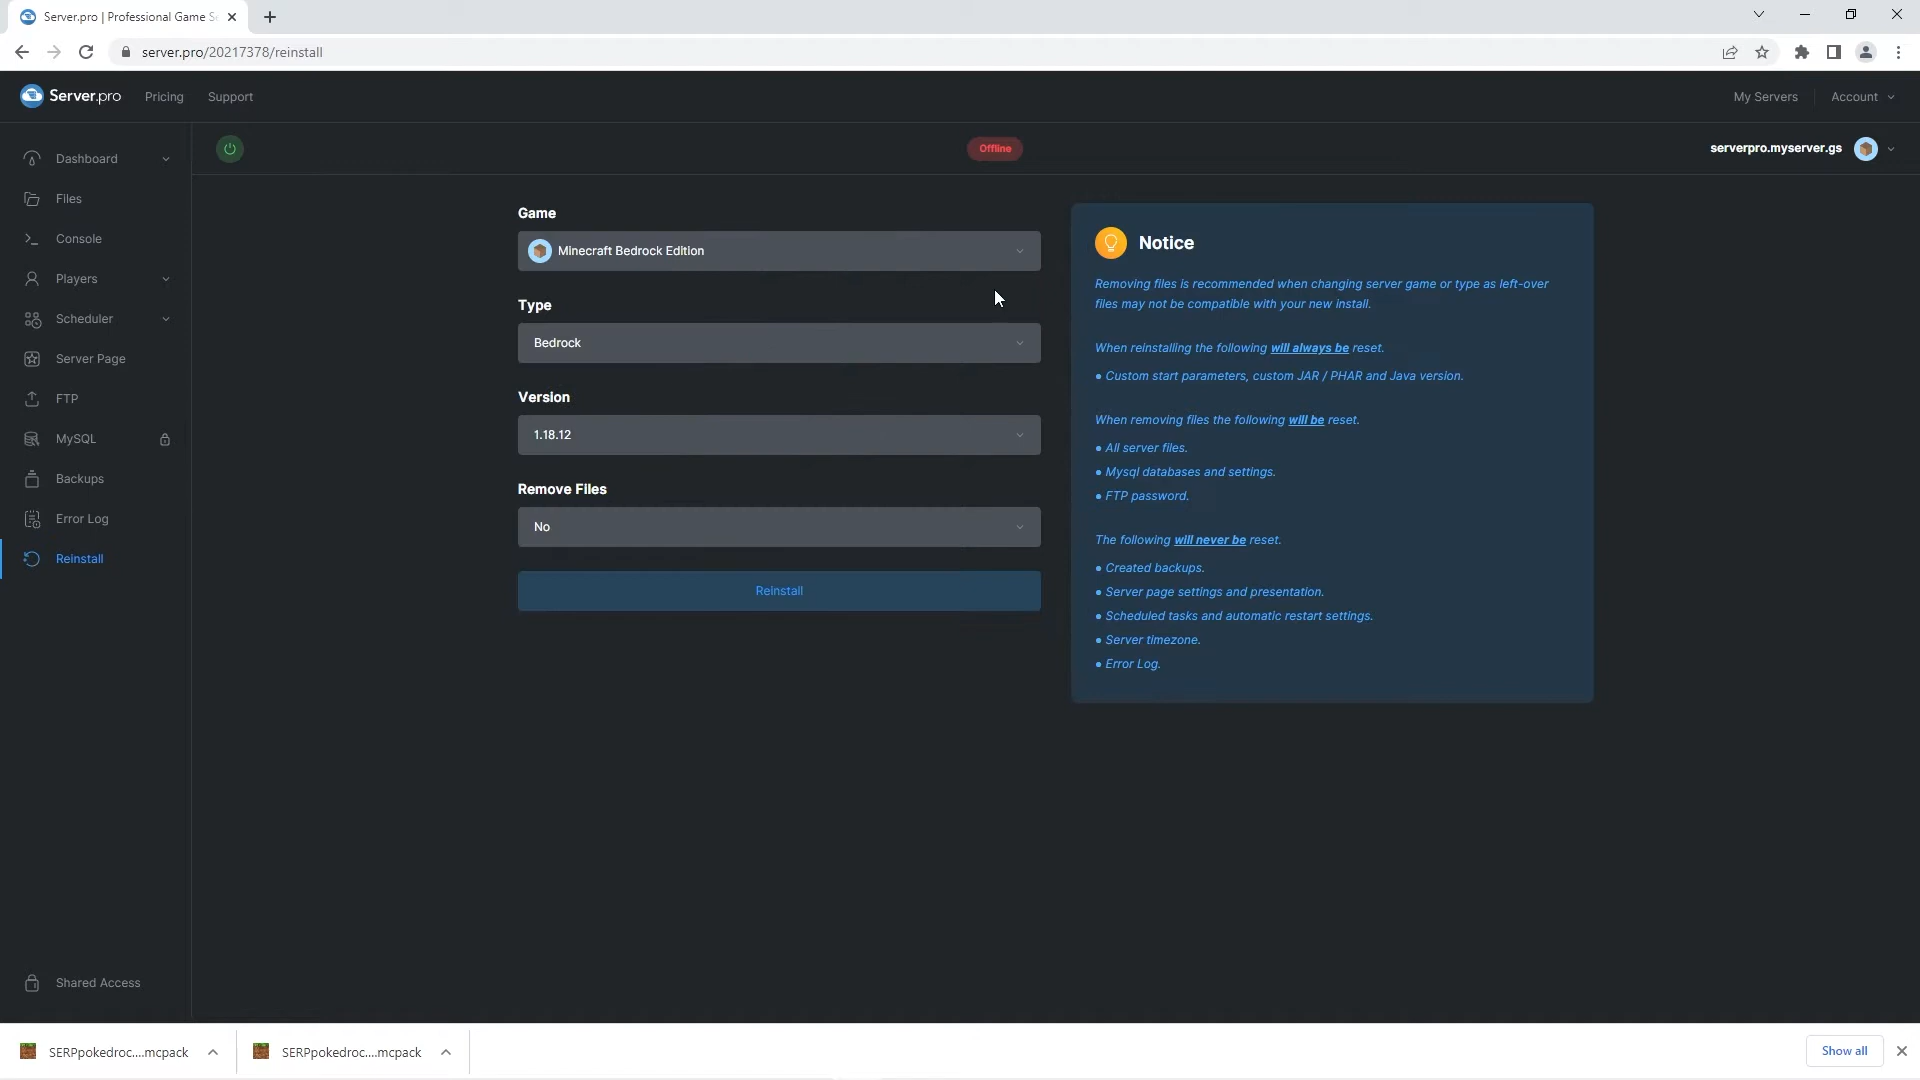 Server.pro | Professional Game S
server.pro/20217378/reinstall
Server.pro
Pricing
Support
My Servers
Account
Dashboard
Files
Console
Players
Scheduler
Server Page
FTP
MySQL
Backups
Error Log
Reinstall
Shared Access
Offline
serverpro.myserver.gs
Game
Minecraft Bedrock Edition
Type
Bedrock
Version
1.18.12
Remove Files
No
Reinstall
Notice
Removing files is recommended when changing server game or type as left-over
files may not be compatible with your new install.
When reinstalling the following will always be reset.
• Custom start parameters, custom JAR / PHAR and Java version.
When removing files the following will be reset.
• All server files.
• Mysql databases and settings.
• FTP password.
The following will never be reset.
• Created backups.
• Server page settings and presentation.
• Scheduled tasks and automatic restart settings.
• Server timezone.
• Error Log.
SERPpokedroc....mcpack
SERPpokedroc....mcpack
Show all